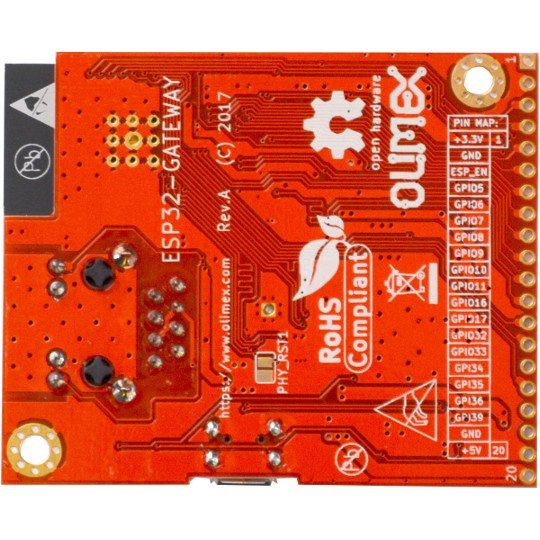 ESP32-GATEWAY
Rev.A (C) 2017
https://www.olimex.com
PHY_RST1
open hardware
OLIMEX
RoHS
Compliant
1
PIN MAP:
+3.3V 1
GND
ESP_EN
GPIO5
GPIO6
GPIO7
GPIO8
GPIO9
GPIO10
GPIO11
GPIO16
GPIO17
GPIO32
GPIO33
GPI34
GPI35
GPI36
GPI39
GND
+5V 20
20
Pb
Pb